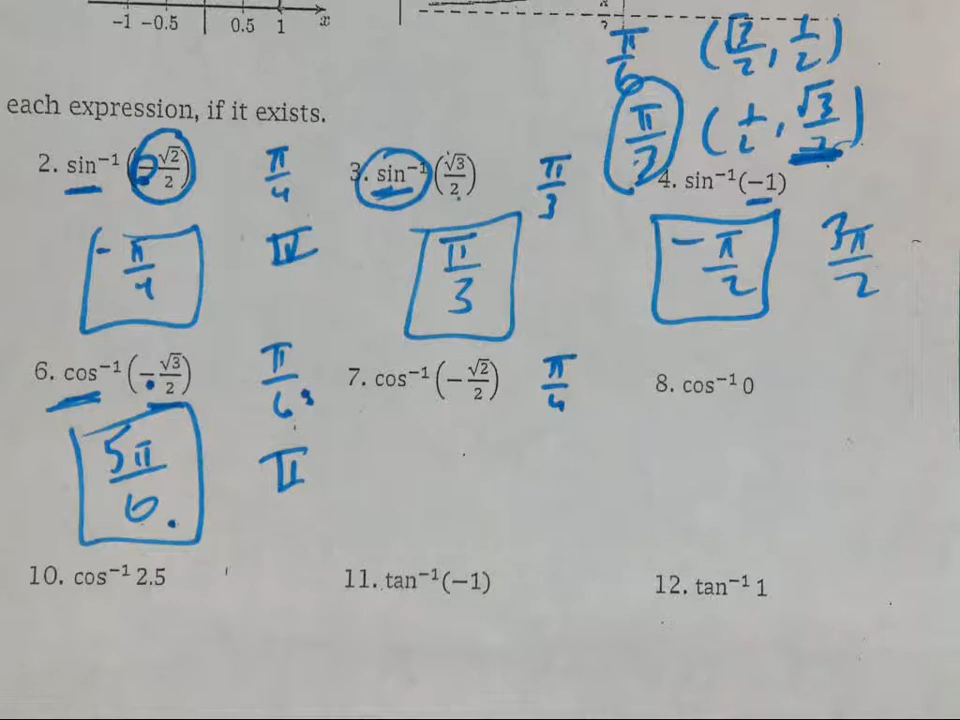 -1 -0.5 0.5 1 x
π/6 (√3/2, 1/2)
each expression, if it exists.
π/2 (1/2, √3/2)
2. sin⁻¹(-√2/2) π/4 3. sin⁻¹(√3/2) π/3 4. sin⁻¹(-1)
-π/4 IV π/3 -π/2 3π/2
6. cos⁻¹(-√3/2) π/6 7. cos⁻¹(-√2/2) π/4 8. cos⁻¹ 0
5π/6 II
10. cos⁻¹ 2.5 11. tan⁻¹(-1) 12. tan⁻¹ 1